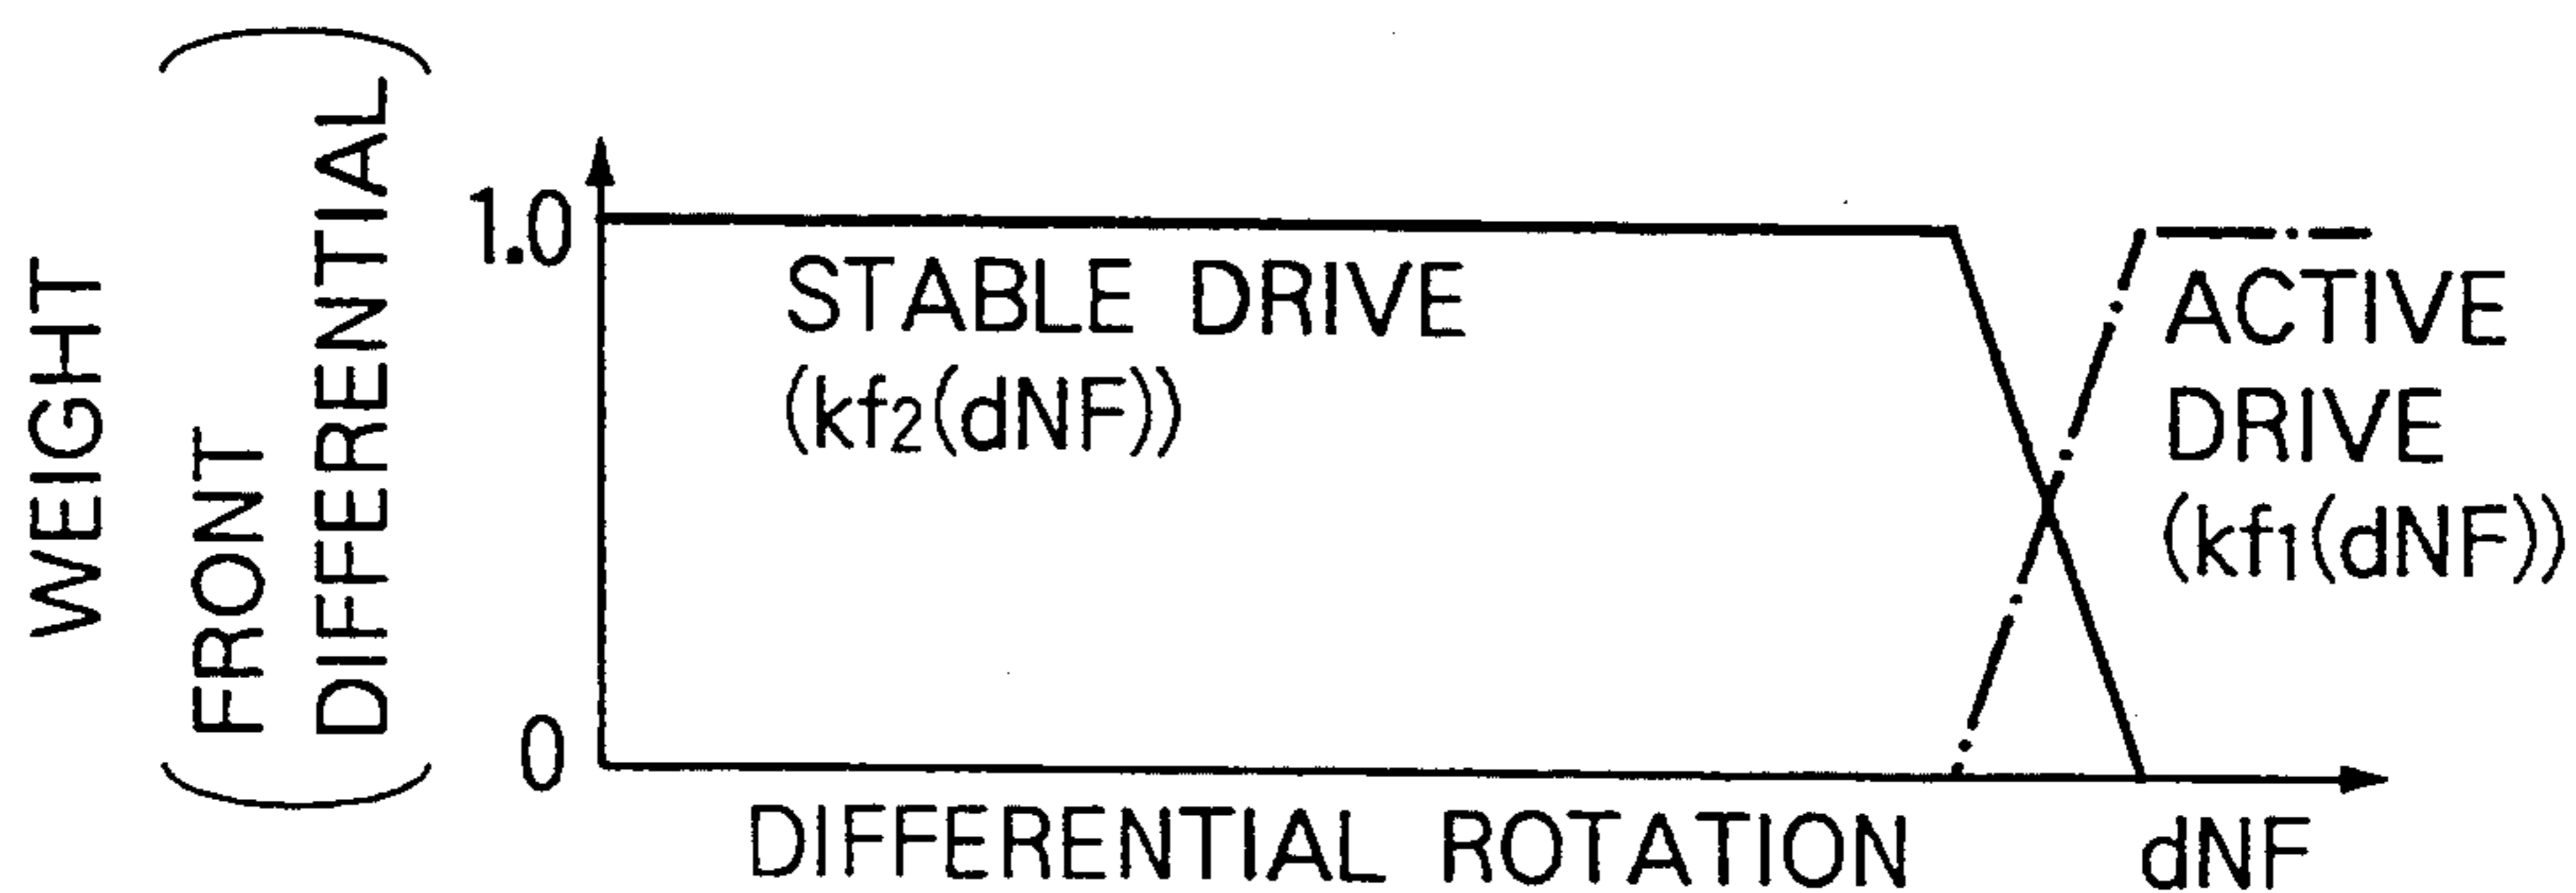 WEIGHT
(FRONT
DIFFERENTIAL)
1.0
0
STABLE DRIVE
(kf2(dNF))
ACTIVE
DRIVE
(kf1(dNF))
DIFFERENTIAL ROTATION dNF